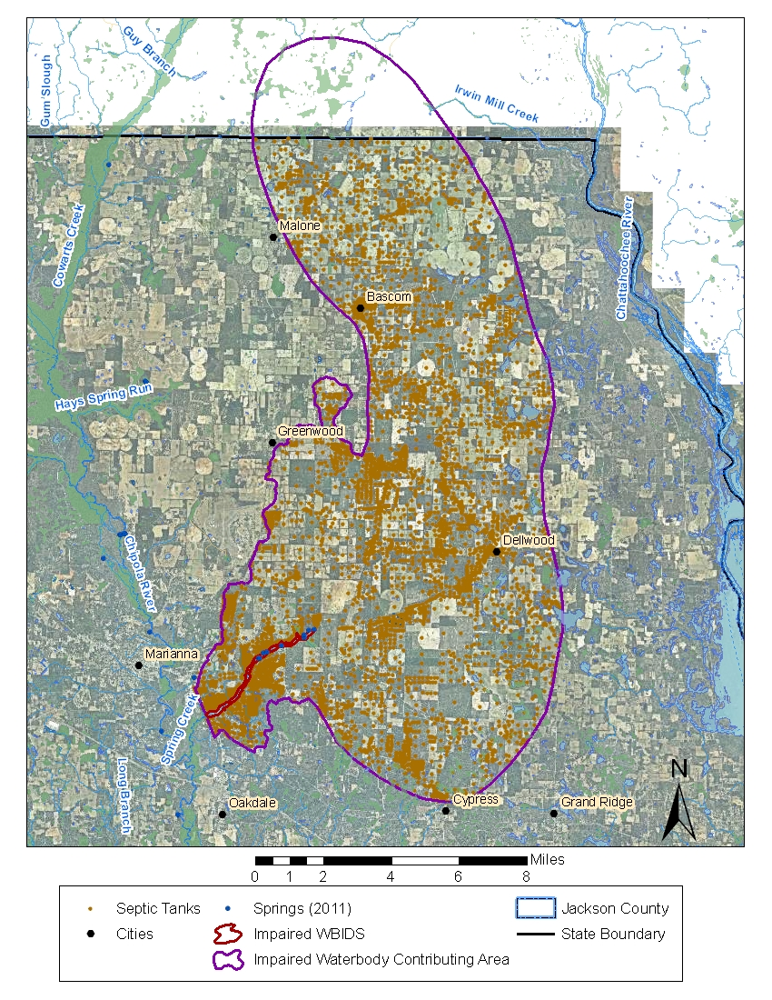 Guy Branch
Gum Slough
Irwin Mill Creek
Cowarts Creek
Chattahoochee River
Malone
Bascom
Hays Spring Run
Greenwood
Dellwood
Chipola River
Marianna
Spring Creek
Long Branch
Oakdale
Cypress
Grand Ridge
N
Miles
0 1 2 4 6 8
Septic Tanks
Springs (2011)
Jackson County
Cities
Impaired WBIDS
State Boundary
Impaired Waterbody Contributing Area